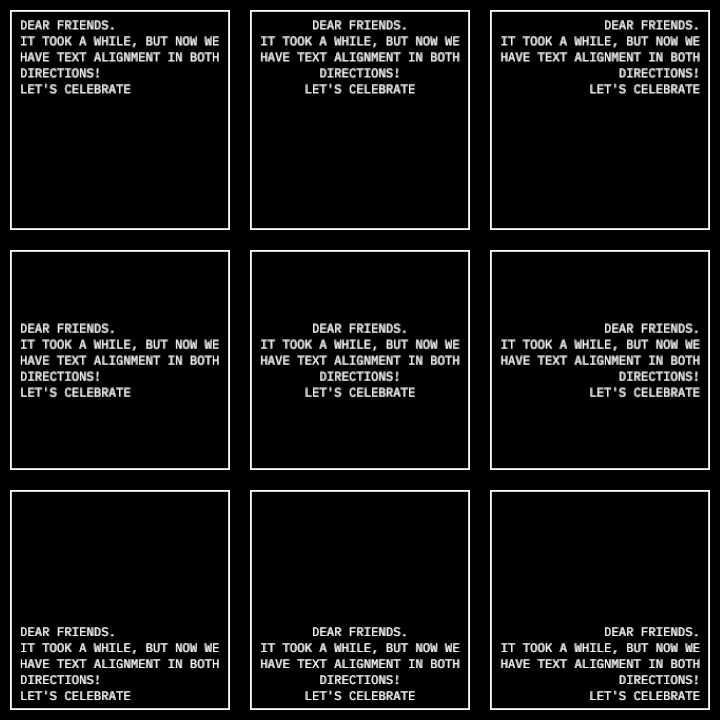 DEAR FRIENDS.
IT TOOK A WHILE, BUT NOW WE
HAVE TEXT ALIGNMENT IN BOTH
DIRECTIONS!
LET'S CELEBRATE
DEAR FRIENDS.
IT TOOK A WHILE, BUT NOW WE
HAVE TEXT ALIGNMENT IN BOTH
DIRECTIONS!
LET'S CELEBRATE
DEAR FRIENDS.
IT TOOK A WHILE, BUT NOW WE
HAVE TEXT ALIGNMENT IN BOTH
DIRECTIONS!
LET'S CELEBRATE
DEAR FRIENDS.
IT TOOK A WHILE, BUT NOW WE
HAVE TEXT ALIGNMENT IN BOTH
DIRECTIONS!
LET'S CELEBRATE
DEAR FRIENDS.
IT TOOK A WHILE, BUT NOW WE
HAVE TEXT ALIGNMENT IN BOTH
DIRECTIONS!
LET'S CELEBRATE
DEAR FRIENDS.
IT TOOK A WHILE, BUT NOW WE
HAVE TEXT ALIGNMENT IN BOTH
DIRECTIONS!
LET'S CELEBRATE
DEAR FRIENDS.
IT TOOK A WHILE, BUT NOW WE
HAVE TEXT ALIGNMENT IN BOTH
DIRECTIONS!
LET'S CELEBRATE
DEAR FRIENDS.
IT TOOK A WHILE, BUT NOW WE
HAVE TEXT ALIGNMENT IN BOTH
DIRECTIONS!
LET'S CELEBRATE
DEAR FRIENDS.
IT TOOK A WHILE, BUT NOW WE
HAVE TEXT ALIGNMENT IN BOTH
DIRECTIONS!
LET'S CELEBRATE